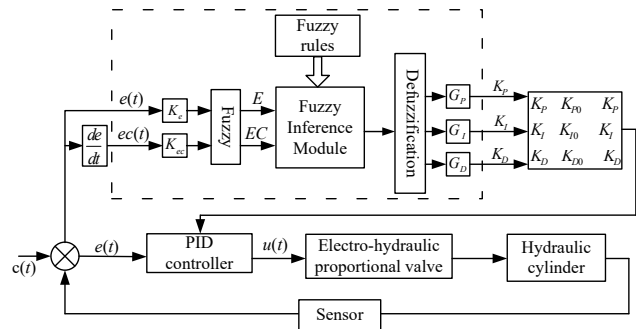 Fuzzy
rules
e(t)
K_e
E
Fuzzy
Fuzzy
Inference
Module
Defuzzification
G_P
K_P
K_P K_P0 K_P
de
dt
ec(t)
K_ec
EC
G_I
K_I
K_I K_I0 K_I
G_D
K_D
K_D K_D0 K_D
c(t)
e(t)
PID
controller
u(t)
Electro-hydraulic
proportional valve
Hydraulic
cylinder
Sensor